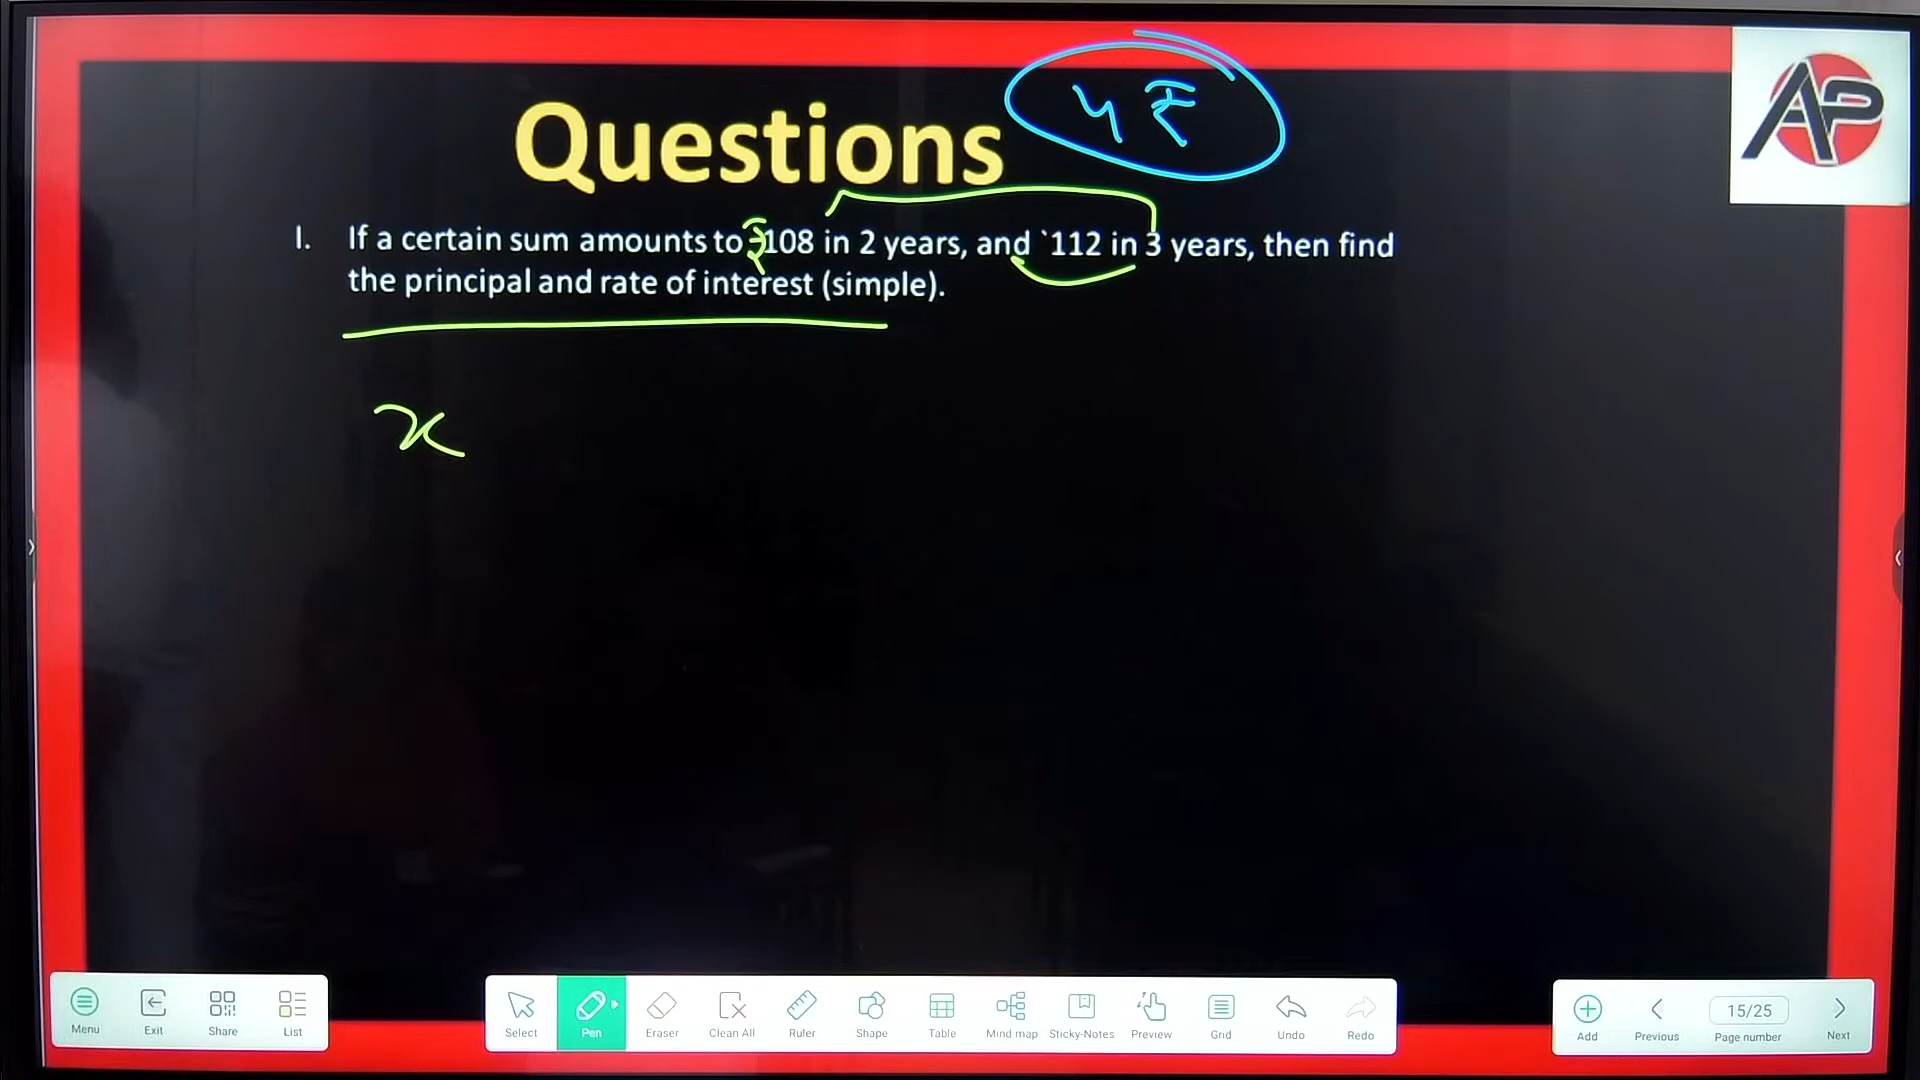 Questions
4 ₹
AP
I. If a certain sum amounts to ₹108 in 2 years, and `112 in 3 years, then find
the principal and rate of interest (simple).
x
Menu Exit Share List
Select Pen Eraser Clean All Ruler Shape Table Mind map Sticky-Notes Preview Grid Undo Redo
Add Previous 15/25 Page number Next